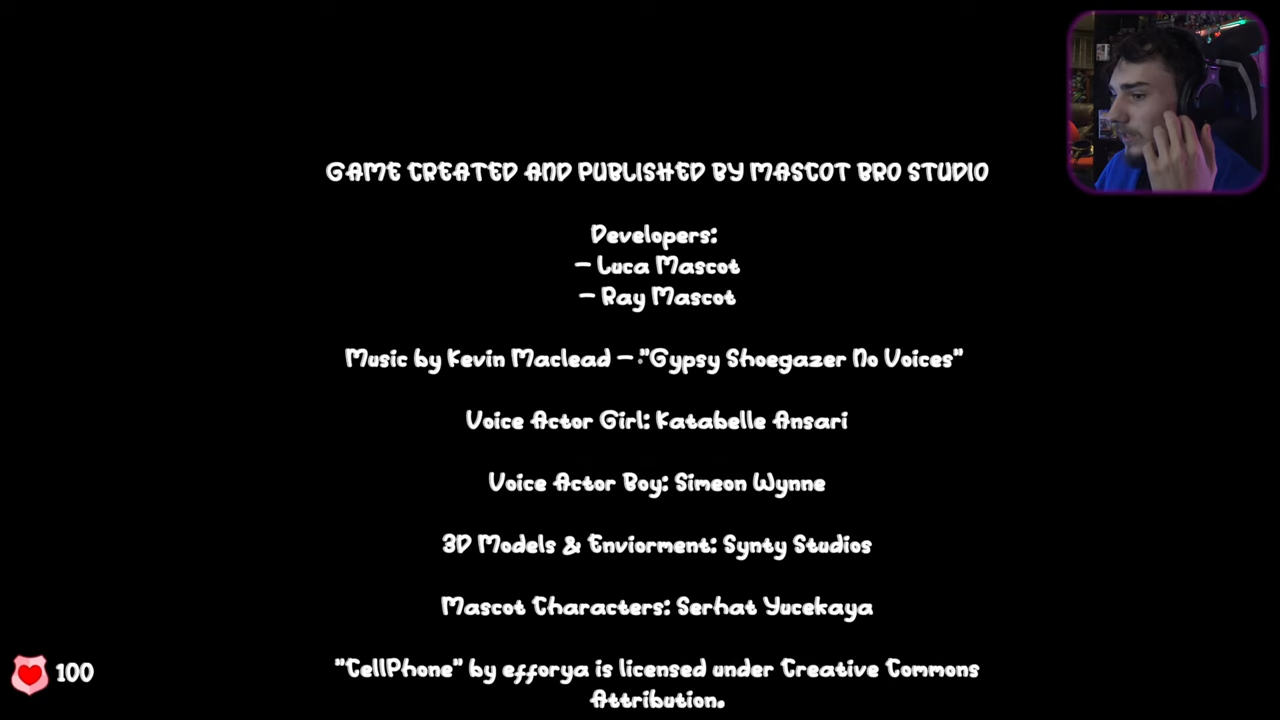 GAME CREATED AND PUBLISHED BY MASCOT BRO STUDIO
Developers:
- Luca Mascot
- Ray Mascot
Music by Kevin Maclead - "Gypsy Shoegazer No Voices"
Voice Actor Girl: Katabelle Ansari
Voice Actor Boy: Simeon Wynne
3D Models & Enviorment: Synty Studios
Mascot Characters: Serhat Yucekaya
"CellPhone" by efforya is licensed under Creative Commons
Attribution.
100